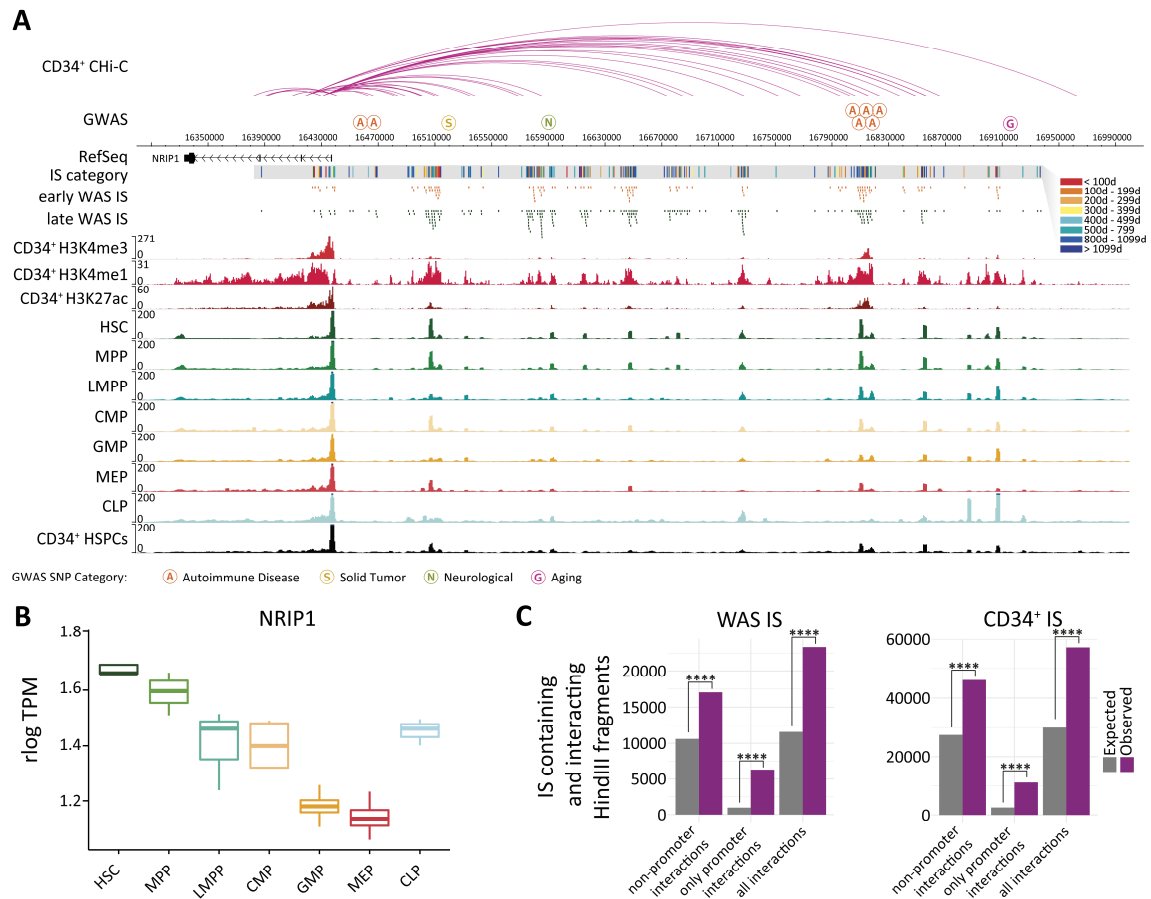 A
CD34+ CHi-C
GWAS
A A S N A A A A A G
16350000 16390000 16430000 16470000 16510000 16550000 16590000 16630000 16670000 16710000 16750000 16790000 16830000 16870000 16910000 16950000 16990000
RefSeq
NRIP1
IS category
early WAS IS
late WAS IS
< 100d
100d - 199d
200d - 299d
300d - 399d
400d - 499d
500d - 799
800d - 1099d
> 1099d
CD34+ H3K4me3
271
0
CD34+ H3K4me1
31
0
CD34+ H3K27ac
60
0
HSC
200
0
MPP
200
0
LMPP
200
0
CMP
200
0
GMP
200
0
MEP
200
0
CLP
200
0
CD34+ HSPCs
200
0
GWAS SNP Category: A Autoimmune Disease S Solid Tumor N Neurological G Aging
B
NRIP1
rlog TPM
1.8
1.6
1.4
1.2
HSC MPP LMPP CMP GMP MEP CLP
C
IS containing
and interacting
HindIII fragments
WAS IS
20000
15000
10000
5000
0
**** **** ****
non-promoter
interactions
only promoter
interactions
all interactions
CD34+ IS
60000
40000
20000
0
**** **** ****
non-promoter
interactions
only promoter
interactions
all interactions
Expected
Observed